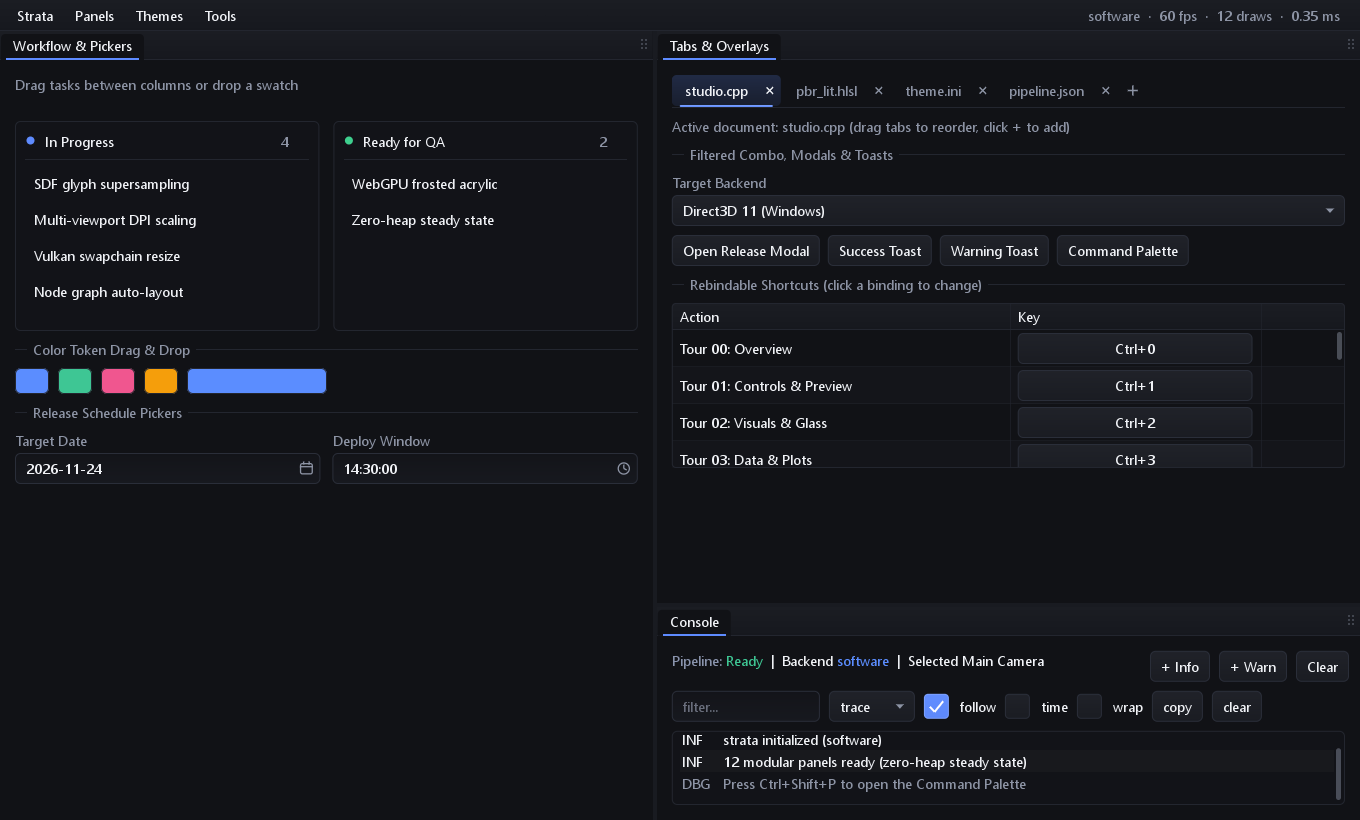 Strata Panels Themes Tools
software · 60 fps · 12 draws · 0.35 ms
Workflow & Pickers
Drag tasks between columns or drop a swatch
In Progress 4
SDF glyph supersampling
Multi-viewport DPI scaling
Vulkan swapchain resize
Node graph auto-layout
Ready for QA 2
WebGPU frosted acrylic
Zero-heap steady state
Color Token Drag & Drop
Release Schedule Pickers
Target Date
2026-11-24
Deploy Window
14:30:00
Tabs & Overlays
studio.cpp × pbr_lit.hlsl × theme.ini × pipeline.json × +
Active document: studio.cpp (drag tabs to reorder, click + to add)
Filtered Combo, Modals & Toasts
Target Backend
Direct3D 11 (Windows)
Open Release Modal Success Toast Warning Toast Command Palette
Rebindable Shortcuts (click a binding to change)
Action Key
Tour 00: Overview Ctrl+0
Tour 01: Controls & Preview Ctrl+1
Tour 02: Visuals & Glass Ctrl+2
Tour 03: Data & Plots Ctrl+3
Console
Pipeline: Ready | Backend software | Selected Main Camera
+ Info + Warn Clear
filter... trace follow time wrap copy clear
INF strata initialized (software)
INF 12 modular panels ready (zero-heap steady state)
DBG Press Ctrl+Shift+P to open the Command Palette